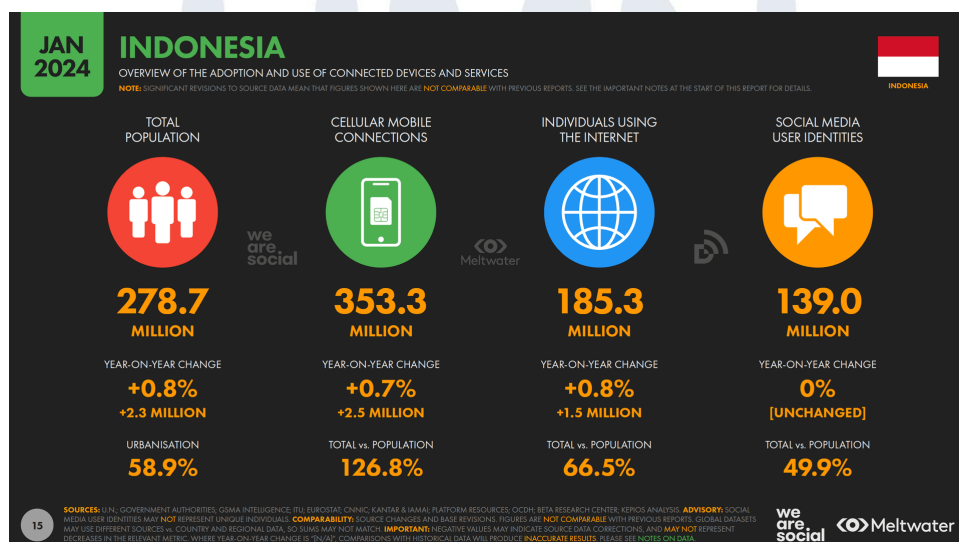 JAN
2024
INDONESIA
OVERVIEW OF THE ADOPTION AND USE OF CONNECTED DEVICES AND SERVICES
NOTE: SIGNIFICANT REVISIONS TO SOURCE DATA MEAN THAT FIGURES SHOWN HERE ARE NOT COMPARABLE WITH PREVIOUS REPORTS. SEE THE IMPORTANT NOTES AT THE START OF THIS REPORT FOR DETAILS.
INDONESIA
TOTAL
POPULATION
278.7
MILLION
YEAR-ON-YEAR CHANGE
+0.8%
+2.3 MILLION
URBANISATION
58.9%
CELLULAR MOBILE
CONNECTIONS
353.3
MILLION
YEAR-ON-YEAR CHANGE
+0.7%
+2.5 MILLION
TOTAL vs. POPULATION
126.8%
INDIVIDUALS USING
THE INTERNET
185.3
MILLION
YEAR-ON-YEAR CHANGE
+0.8%
+1.5 MILLION
TOTAL vs. POPULATION
66.5%
SOCIAL MEDIA
USER IDENTITIES
139.0
MILLION
YEAR-ON-YEAR CHANGE
0%
[UNCHANGED]
TOTAL vs. POPULATION
49.9%
we
are.
social
Meltwater
15
SOURCES: U.N.; GOVERNMENT AUTHORITIES; GSMA INTELLIGENCE; ITU; EUROSTAT; CNNIC; KANTAR & IAMAI; PLATFORM RESOURCES; OCDH; BETA RESEARCH CENTER; KEPIOS ANALYSIS. ADVISORY: SOCIAL
MEDIA USER IDENTITIES MAY NOT REPRESENT UNIQUE INDIVIDUALS. COMPARABILITY: SOURCE CHANGES AND BASE REVISIONS. FIGURES ARE NOT COMPARABLE WITH PREVIOUS REPORTS. GLOBAL DATASETS
MAY USE DIFFERENT SOURCES vs. COUNTRY AND REGIONAL DATA, SO SUMS MAY NOT MATCH. IMPORTANT: NEGATIVE VALUES MAY INDICATE SOURCE DATA CORRECTIONS, AND MAY NOT REPRESENT
DECREASES IN THE RELEVANT METRIC. WHERE YEAR-ON-YEAR CHANGE IS "[N/A]", COMPARISONS WITH HISTORICAL DATA WILL PRODUCE INACCURATE RESULTS. PLEASE SEE NOTES ON DATA.
we
are.
social
Meltwater